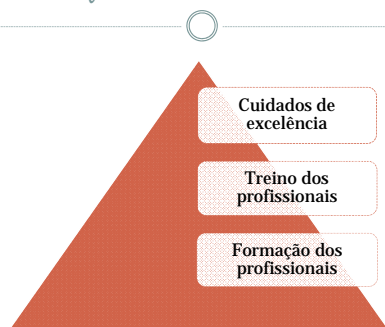 Cuidados de
excelência
Treino dos
profissionais
Formação dos
profissionais